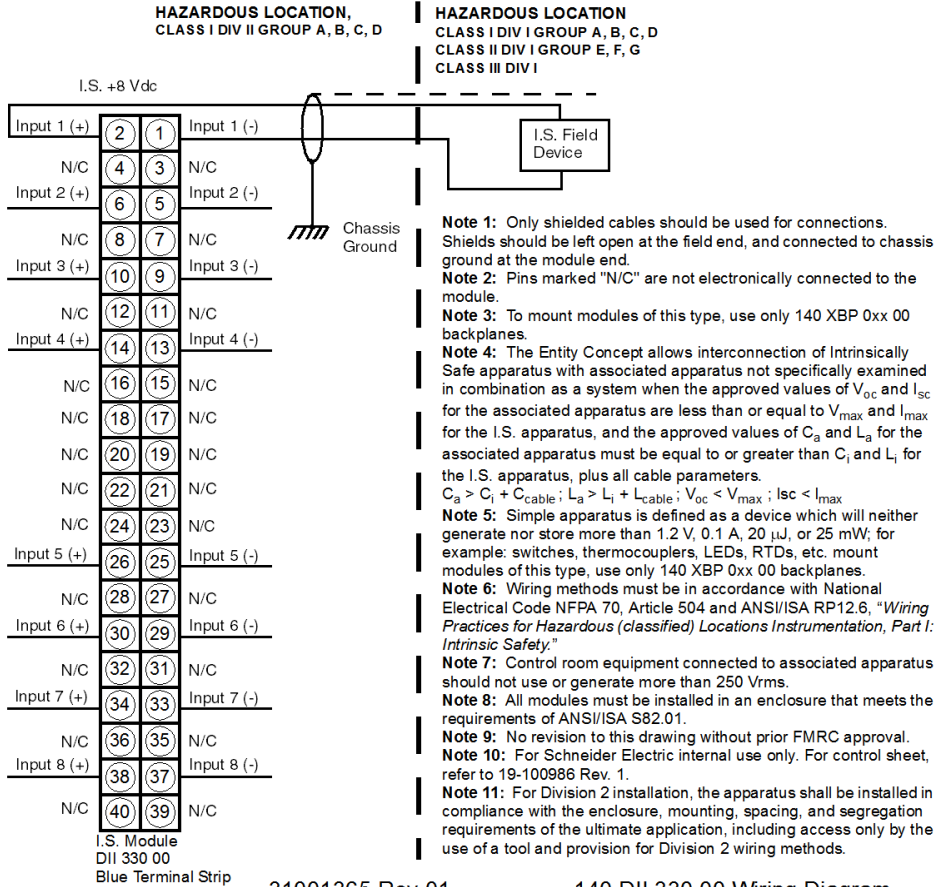 HAZARDOUS LOCATION,
CLASS I DIV II GROUP A, B, C, D
HAZARDOUS LOCATION
CLASS I DIV I GROUP A, B, C, D
CLASS II DIV I GROUP E, F, G
CLASS III DIV I
I.S. +8 Vdc
Input 1 (+) 2 1 Input 1 (-)
I.S. Field
Device
N/C 4 3 N/C
Input 2 (+) 6 5 Input 2 (-)
N/C 8 7 N/C
Chassis
Ground
Input 3 (+) 10 9 Input 3 (-)
N/C 12 11 N/C
Input 4 (+) 14 13 Input 4 (-)
N/C 16 15 N/C
N/C 18 17 N/C
N/C 20 19 N/C
N/C 22 21 N/C
N/C 24 23 N/C
Input 5 (+) 26 25 Input 5 (-)
N/C 28 27 N/C
Input 6 (+) 30 29 Input 6 (-)
N/C 32 31 N/C
Input 7 (+) 34 33 Input 7 (-)
N/C 36 35 N/C
Input 8 (+) 38 37 Input 8 (-)
N/C 40 39 N/C
I.S. Module
DII 330 00
Blue Terminal Strip
Note 1: Only shielded cables should be used for connections.
Shields should be left open at the field end, and connected to chassis
ground at the module end.
Note 2: Pins marked "N/C" are not electronically connected to the
module.
Note 3: To mount modules of this type, use only 140 XBP 0xx 00
backplanes.
Note 4: The Entity Concept allows interconnection of Intrinsically
Safe apparatus with associated apparatus not specifically examined
in combination as a system when the approved values of Voc and Isc
for the associated apparatus are less than or equal to Vmax and Imax
for the I.S. apparatus, and the approved values of Ca and La for the
associated apparatus must be equal to or greater than Ci and Li for
the I.S. apparatus, plus all cable parameters.
Ca > Ci + Ccable ; La > Li + Lcable ; Voc < Vmax ; Isc < Imax
Note 5: Simple apparatus is defined as a device which will neither
generate nor store more than 1.2 V, 0.1 A, 20 µJ, or 25 mW; for
example: switches, thermocouplers, LEDs, RTDs, etc. mount
modules of this type, use only 140 XBP 0xx 00 backplanes.
Note 6: Wiring methods must be in accordance with National
Electrical Code NFPA 70, Article 504 and ANSI/ISA RP12.6, “Wiring
Practices for Hazardous (classified) Locations Instrumentation, Part I:
Intrinsic Safety.”
Note 7: Control room equipment connected to associated apparatus
should not use or generate more than 250 Vrms.
Note 8: All modules must be installed in an enclosure that meets the
requirements of ANSI/ISA S82.01.
Note 9: No revision to this drawing without prior FMRC approval.
Note 10: For Schneider Electric internal use only. For control sheet,
refer to 19-100986 Rev. 1.
Note 11: For Division 2 installation, the apparatus shall be installed in
compliance with the enclosure, mounting, spacing, and segregation
requirements of the ultimate application, including access only by the
use of a tool and provision for Division 2 wiring methods.
31001365 Rev 01 140 DII 330 00 Wiring Diagram